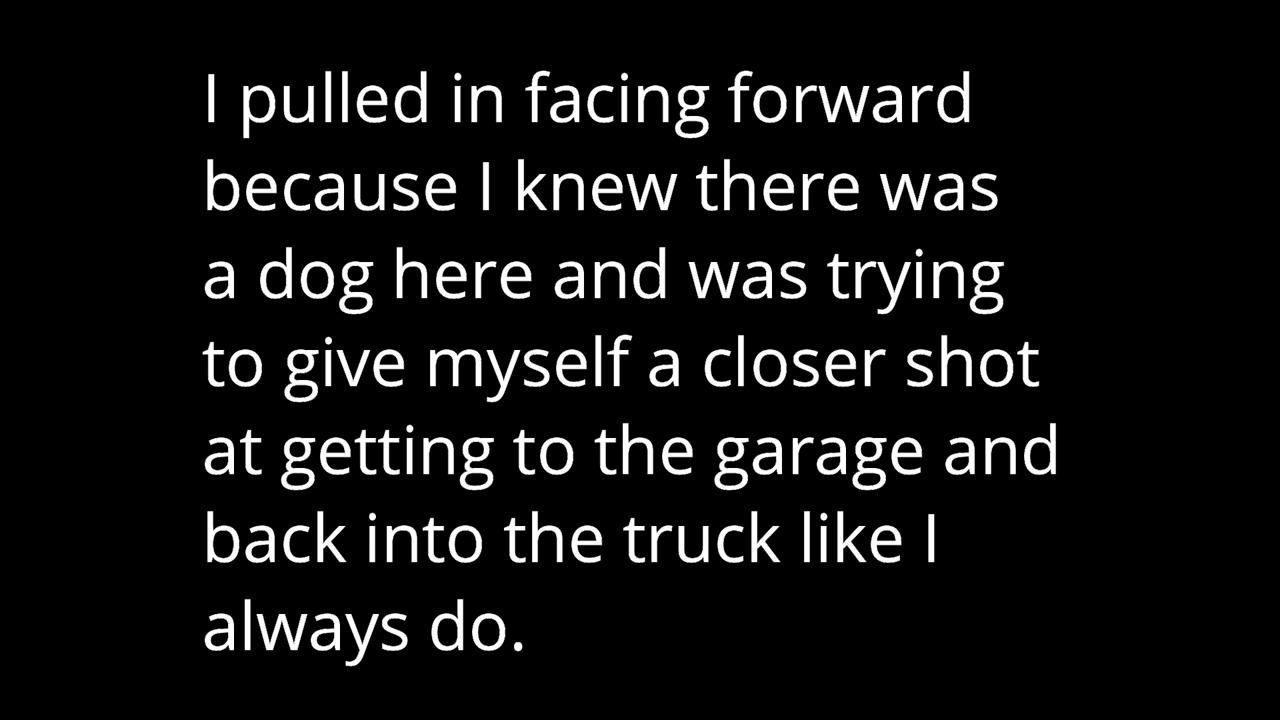 I pulled in facing forward
because I knew there was
a dog here and was trying
to give myself a closer shot
at getting to the garage and
back into the truck like I
always do.